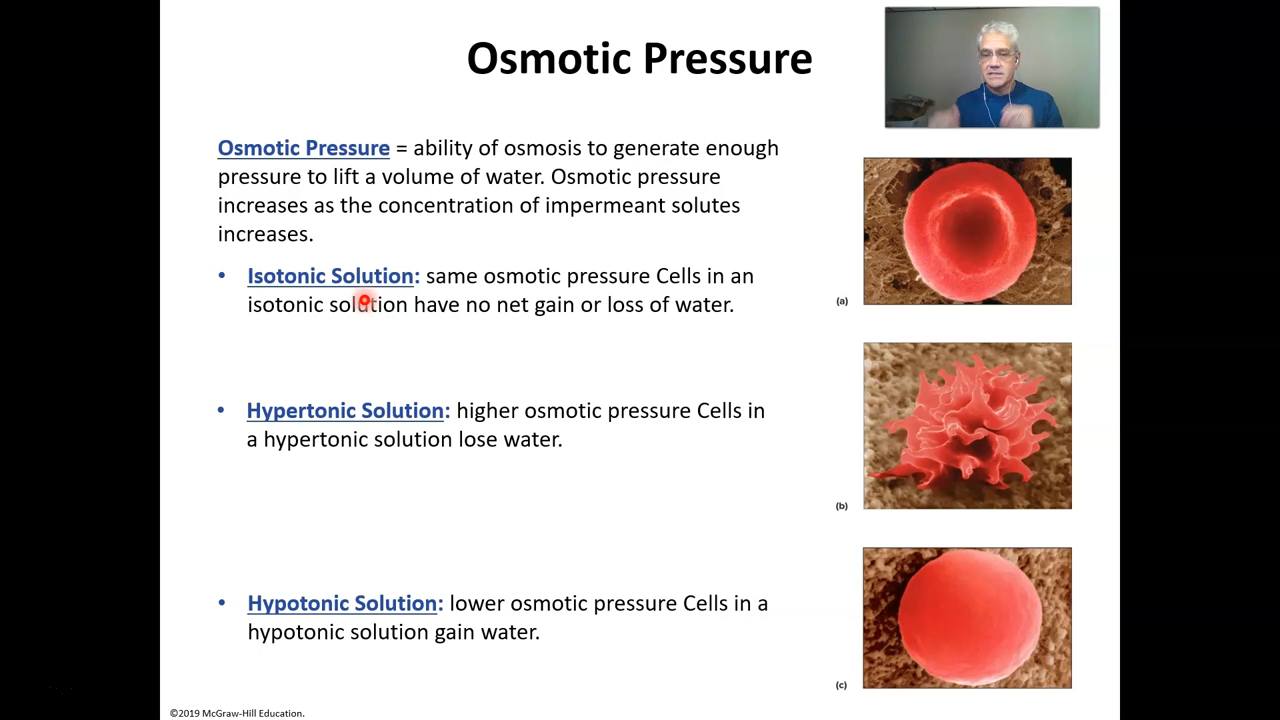 Osmotic Pressure
Osmotic Pressure = ability of osmosis to generate enough
pressure to lift a volume of water. Osmotic pressure
increases as the concentration of impermeant solutes
increases.
• Isotonic Solution: same osmotic pressure Cells in an
isotonic solution have no net gain or loss of water.
(a)
• Hypertonic Solution: higher osmotic pressure Cells in
a hypertonic solution lose water.
(b)
• Hypotonic Solution: lower osmotic pressure Cells in a
hypotonic solution gain water.
(c)
©2019 McGraw-Hill Education.